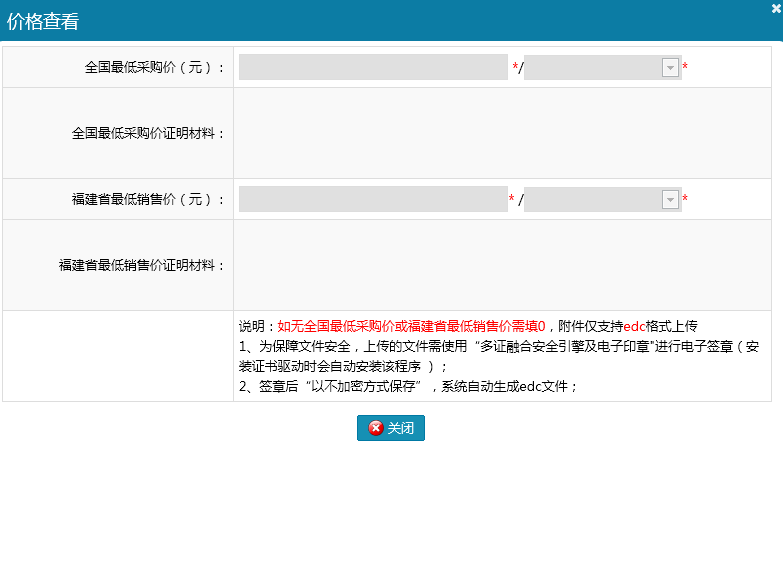 价格查看
全国最低采购价（元）： */ *
全国最低采购价证明材料：
福建省最低销售价（元）： * / *
福建省最低销售价证明材料：
说明：如无全国最低采购价或福建省最低销售价需填0，附件仅支持edc格式上传
1、为保障文件安全，上传的文件需使用“多证融合安全引擎及电子印章"进行电子签章（安
装证书驱动时会自动安装该程序 ）；
2、签章后“以不加密方式保存”，系统自动生成edc文件；
关闭